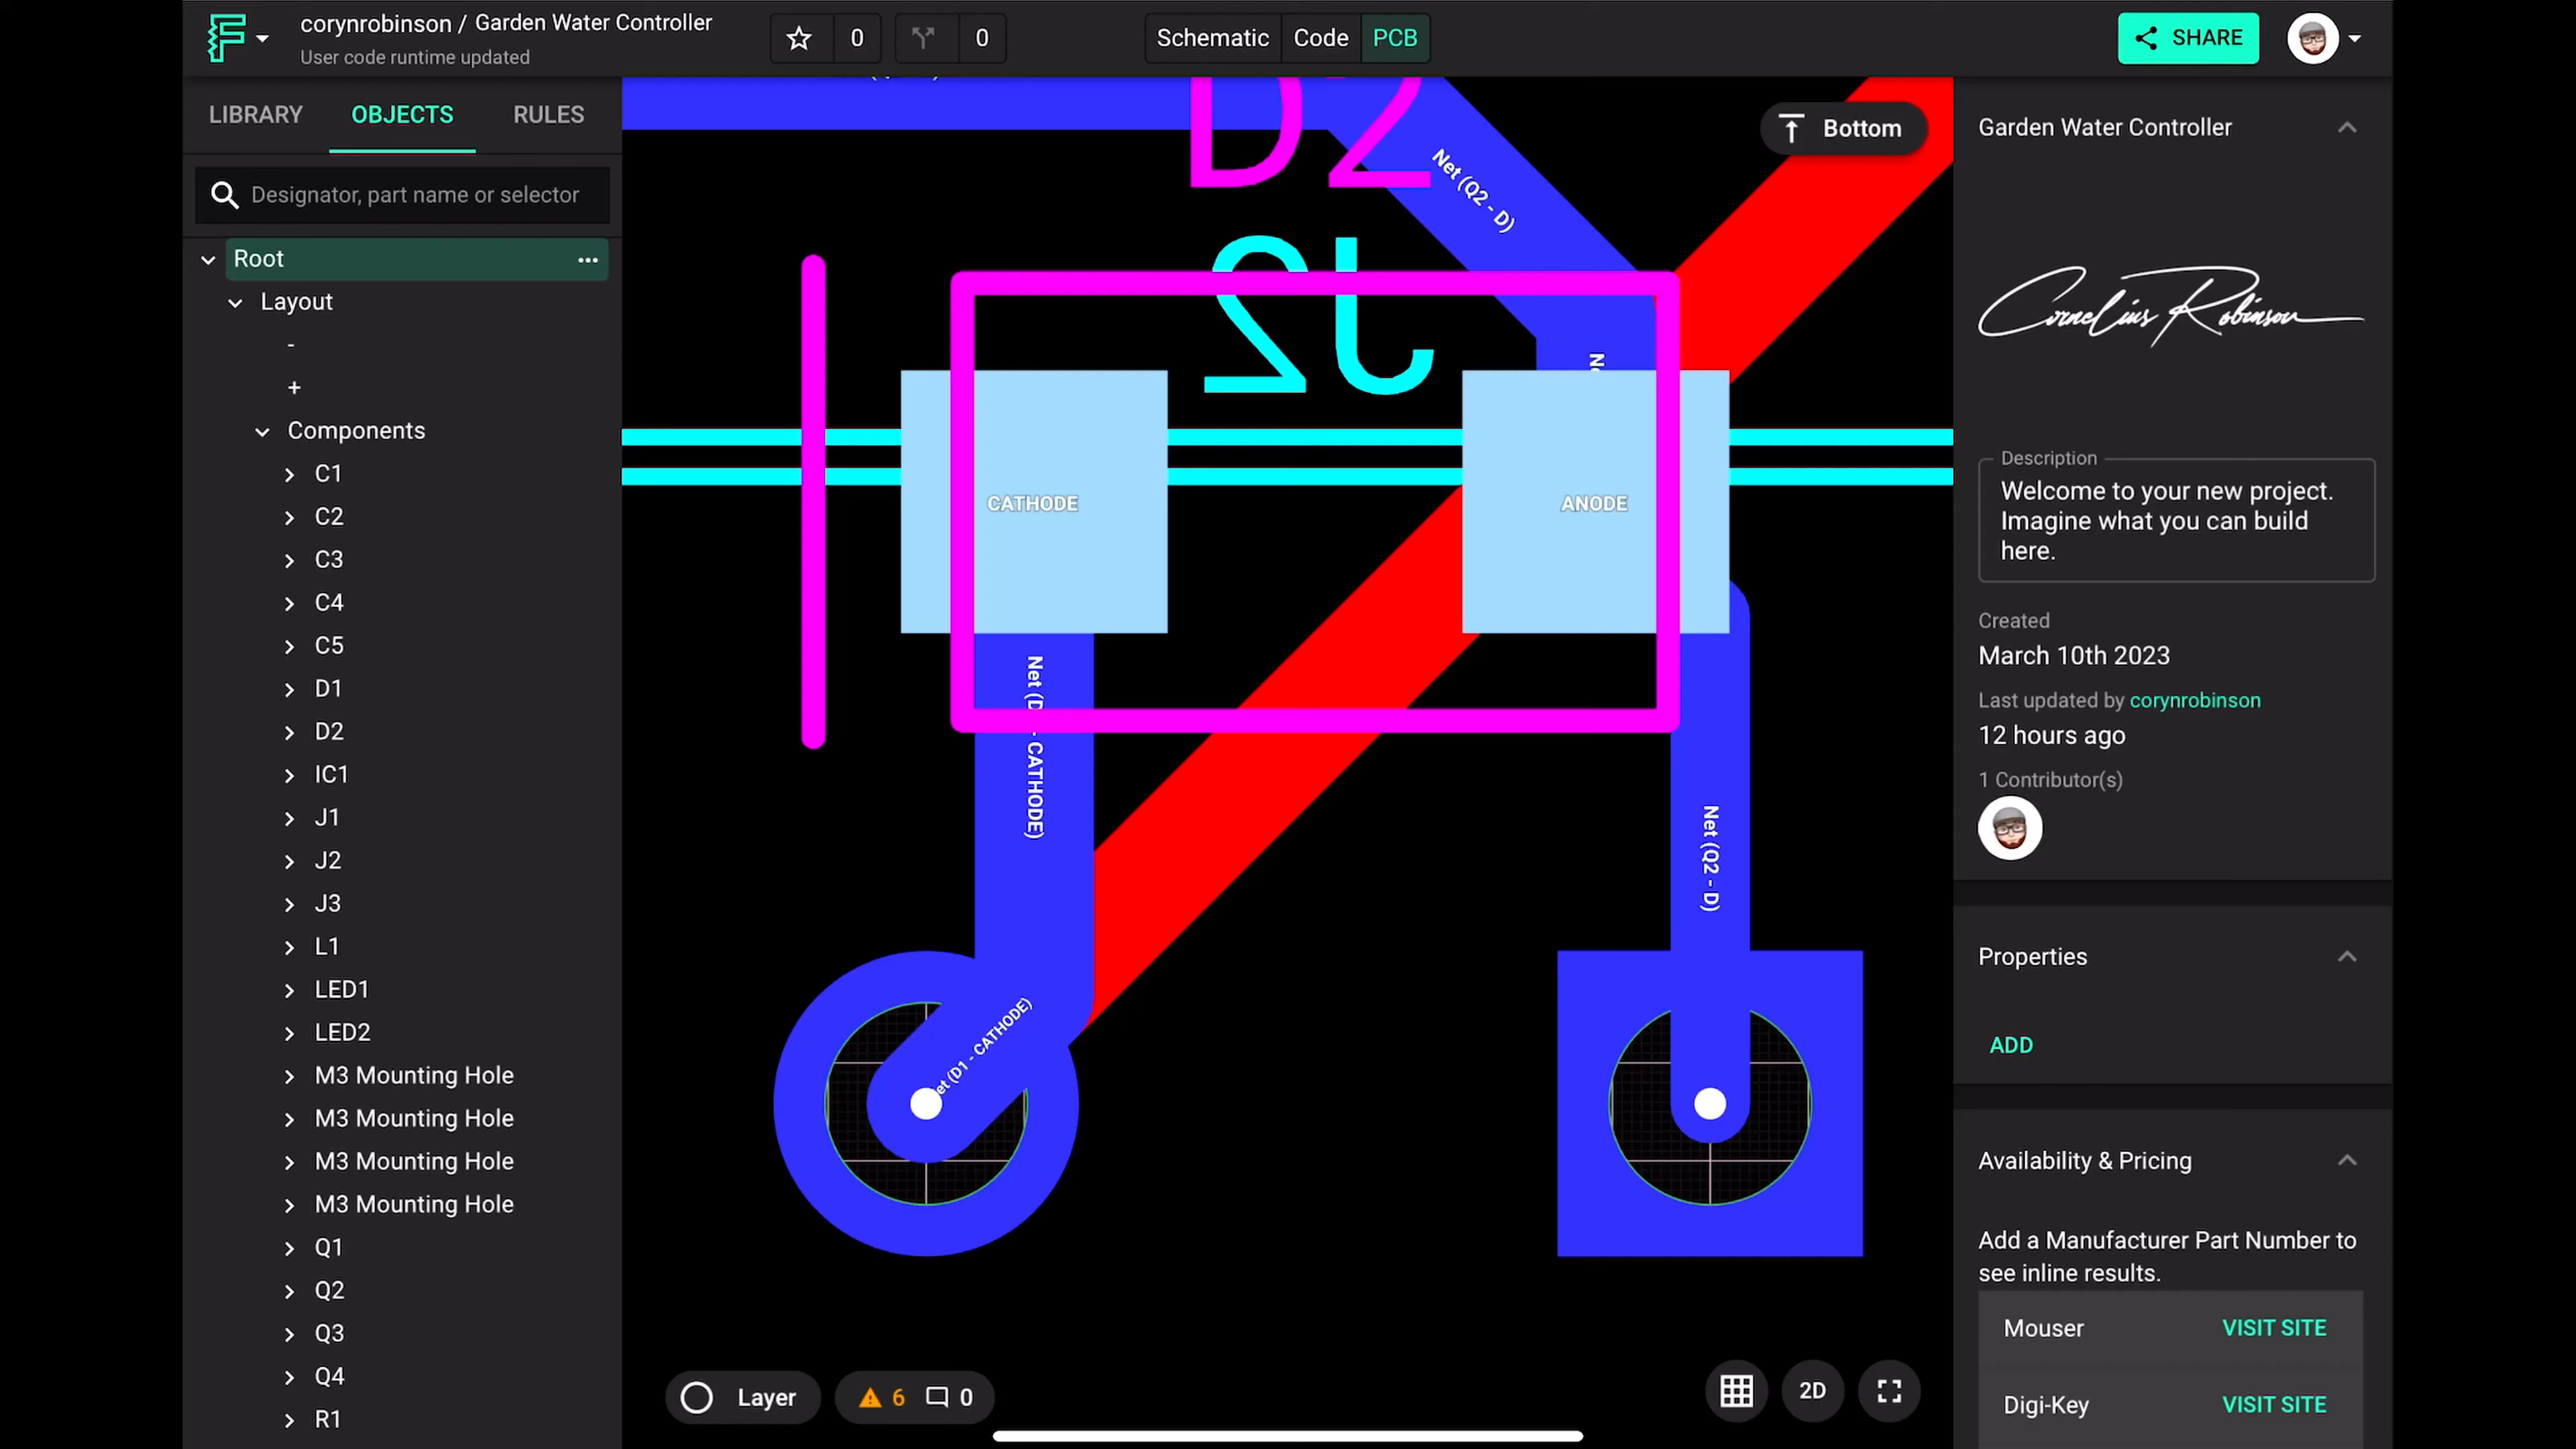 corynrobinson / Garden Water Controller
User code runtime updated
0
0
Schematic
Code
PCB
SHARE
LIBRARY
OBJECTS
RULES
Designator, part name or selector
Root
Layout
-
+
Components
C1
C2
C3
C4
C5
D1
D2
IC1
J1
J2
J3
L1
LED1
LED2
M3 Mounting Hole
M3 Mounting Hole
M3 Mounting Hole
M3 Mounting Hole
Q1
Q2
Q3
Q4
R1
D2
Net (Q2 - D)
Bottom
J2
CATHODE
ANODE
- CATHODE)
Net (Q2 - D)
(D1 - CATHODE)
Layer
6
0
2D
Garden Water Controller
Cornelius Robinson
Description
Welcome to your new project.
Imagine what you can build
here.
Created
March 10th 2023
Last updated by corynrobinson
12 hours ago
1 Contributor(s)
Properties
ADD
Availability & Pricing
Add a Manufacturer Part Number to
see inline results.
Mouser
VISIT SITE
Digi-Key
VISIT SITE